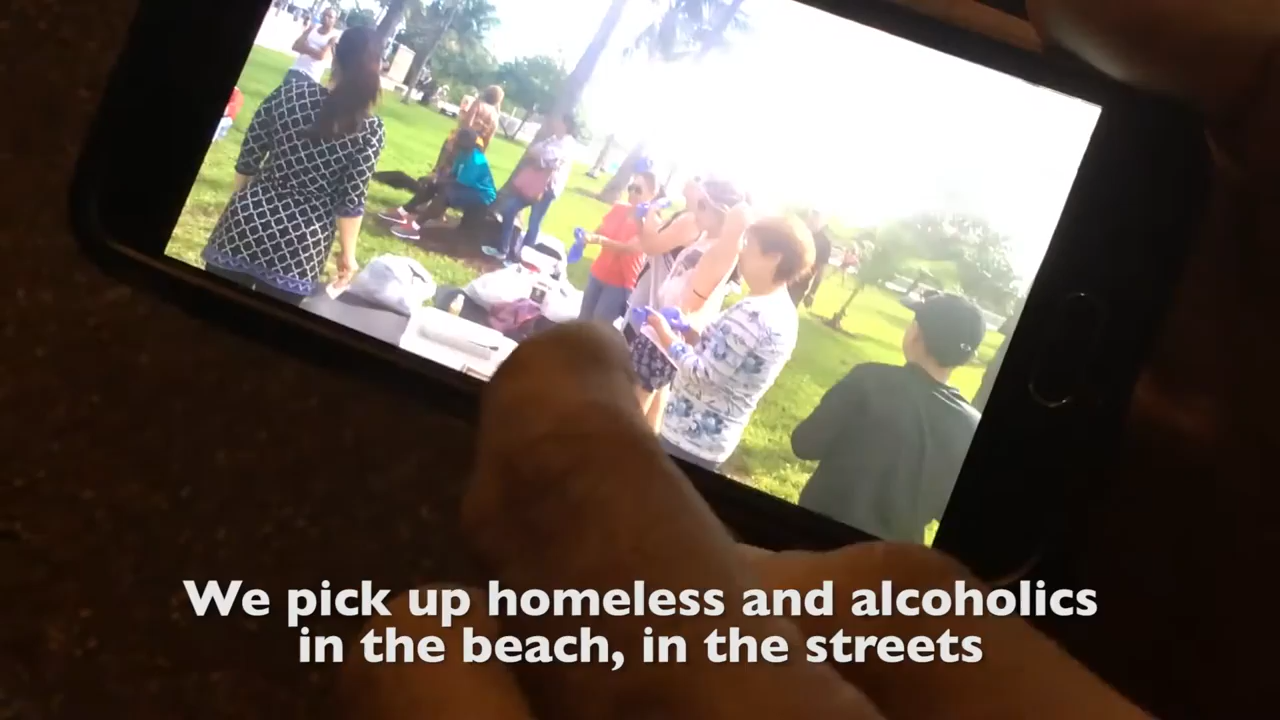 We pick up homeless and alcoholics
in the beach, in the streets